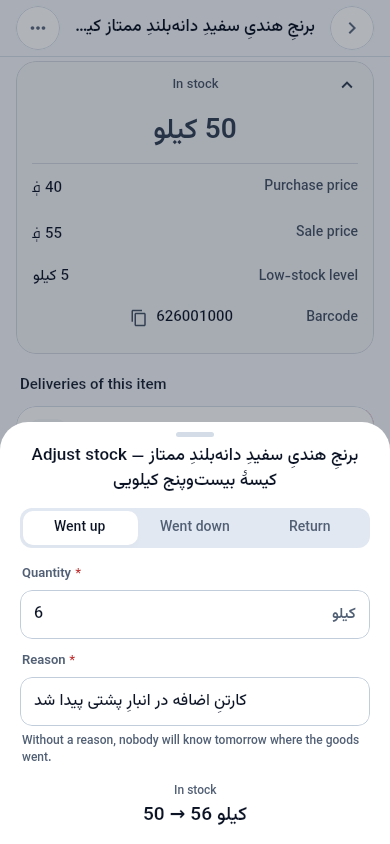 برنجِ هندیِ سفیدِ دانه‌بلندِ ممتاز کیـ...
In stock
50 کیلو
Purchase price
40 ؋
Sale price
55 ؋
Low-stock level
5 کیلو
Barcode
626001000
Deliveries of this item
Adjust stock — برنجِ هندیِ سفیدِ دانه‌بلندِ ممتاز
کیسهٔ بیست‌وپنج کیلویی
Went up
Went down
Return
Quantity *
6
کیلو
Reason *
کارتنِ اضافه در انبارِ پشتی پیدا شد
Without a reason, nobody will know tomorrow where the goods
went.
In stock
50 → 56 کیلو